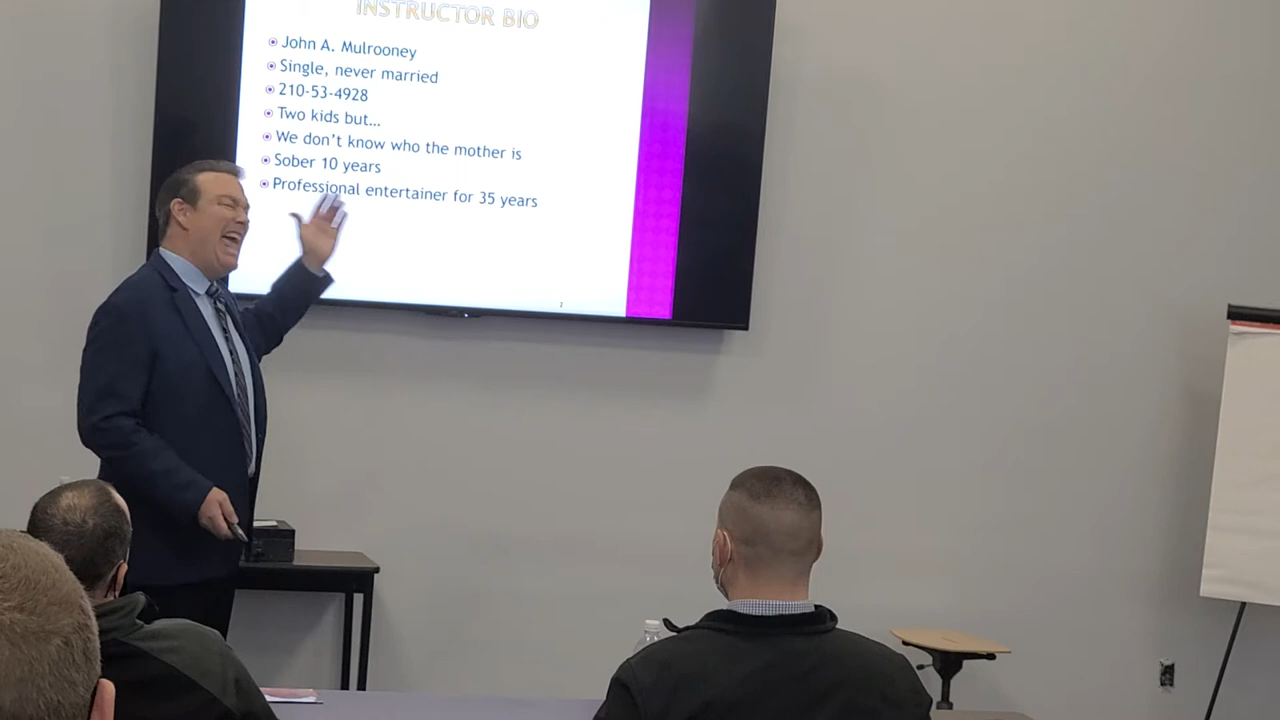 INSTRUCTOR BIO
John A. Mulrooney
Single, never married
210-53-4928
Two kids but...
We don't know who the mother is
Sober 10 years
Professional entertainer for 35 years